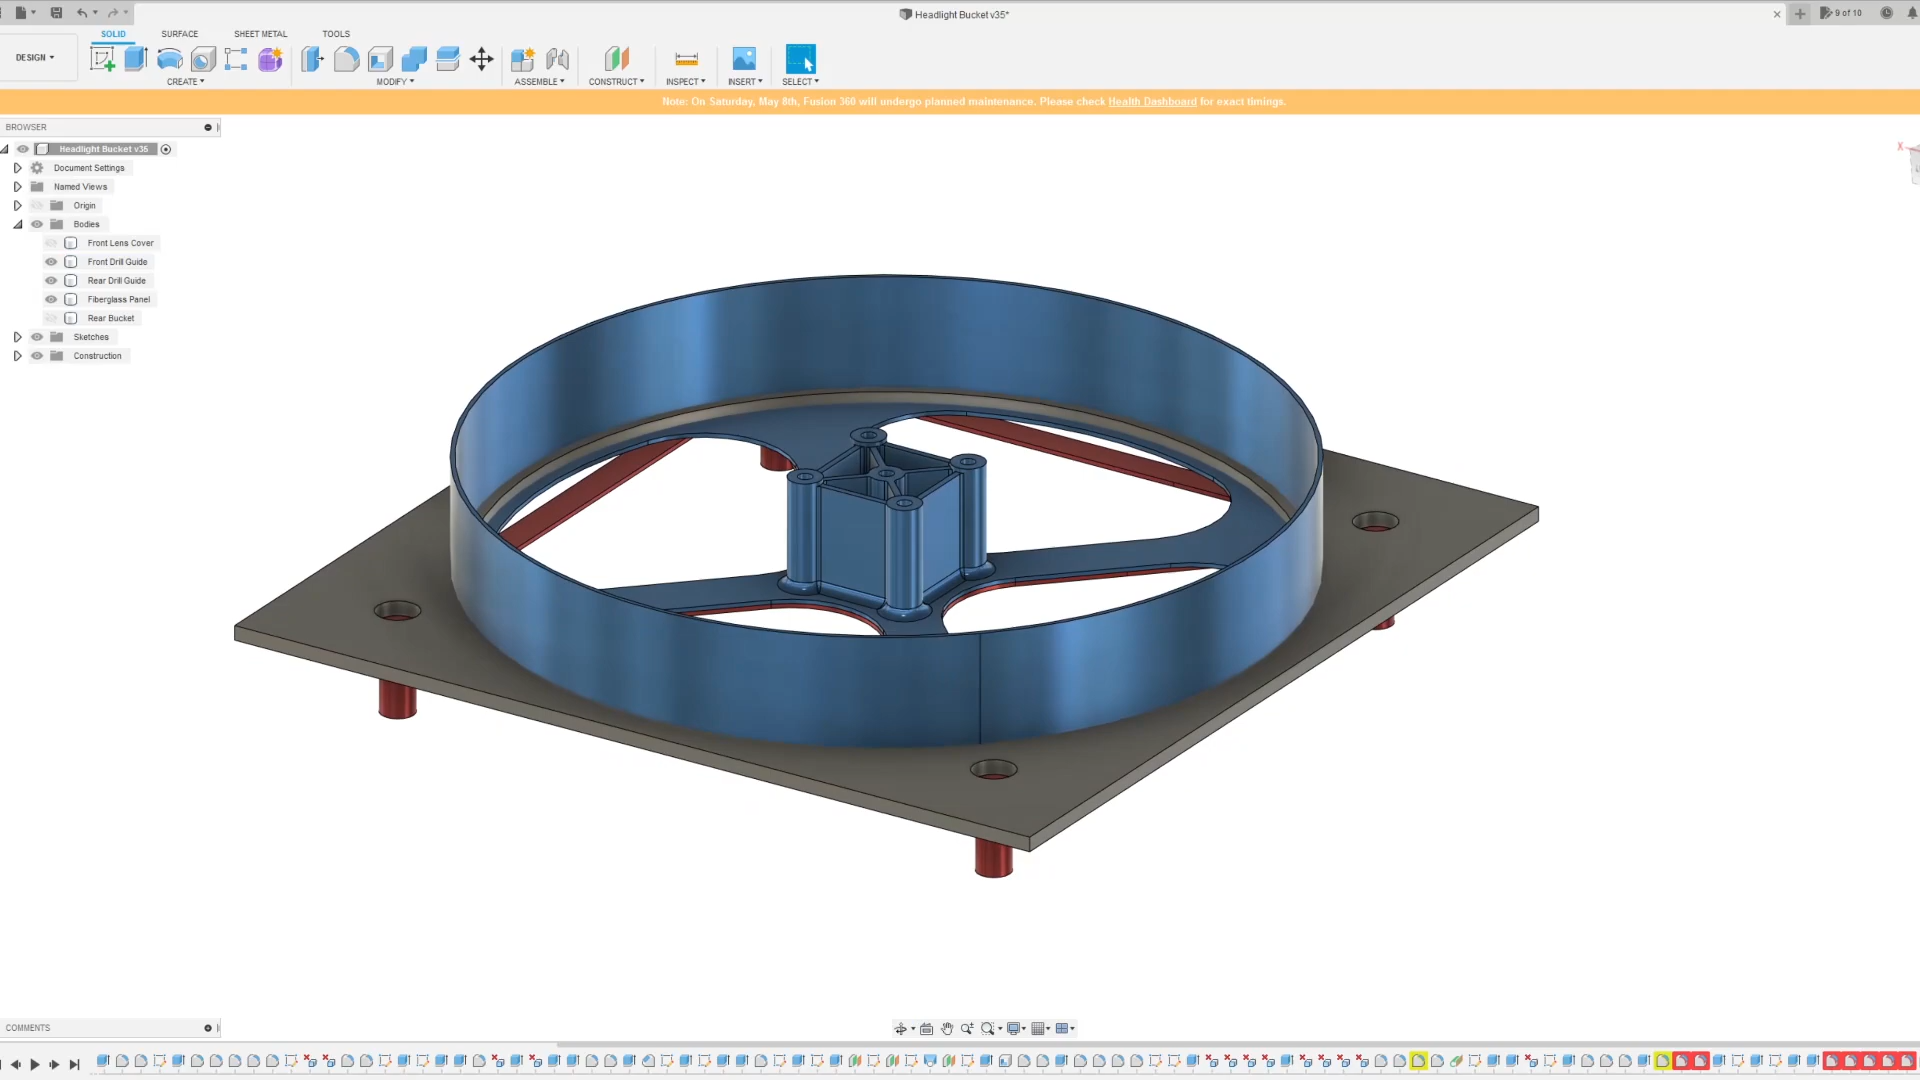 Headlight Bucket v35*
9 of 10
SOLID
SURFACE
SHEET METAL
TOOLS
DESIGN
CREATE
MODIFY
ASSEMBLE
CONSTRUCT
INSPECT
INSERT
SELECT
Note: On Saturday, May 8th, Fusion 360 will undergo planned maintenance. Please check Health Dashboard for exact timings.
BROWSER
Headlight Bucket v35
Document Settings
Named Views
Origin
Bodies
Front Lens Cover
Front Drill Guide
Rear Drill Guide
Fiberglass Panel
Rear Bucket
Sketches
Construction
X
COMMENTS